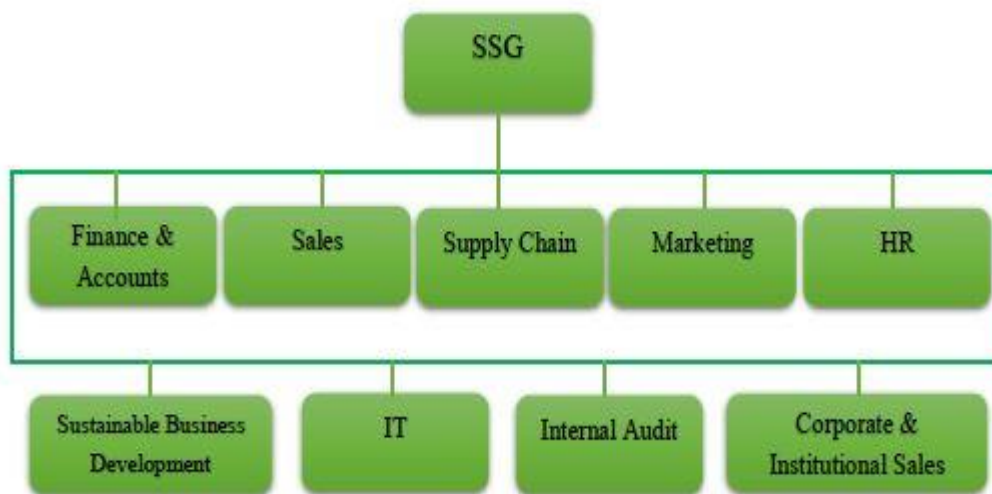 SSG
Finance &
Accounts
Sales
Supply Chain
Marketing
HR
Sustainable Business
Development
IT
Internal Audit
Corporate &
Institutional Sales